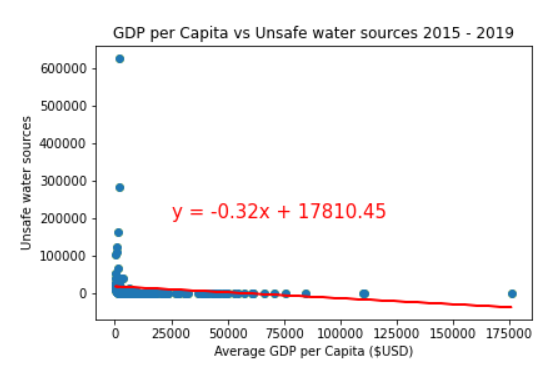 GDP per Capita vs Unsafe water sources 2015 - 2019
600000
500000
400000
300000
200000
100000
0
Unsafe water sources
y = -0.32x + 17810.45
0 25000 50000 75000 100000 125000 150000 175000
Average GDP per Capita ($USD)